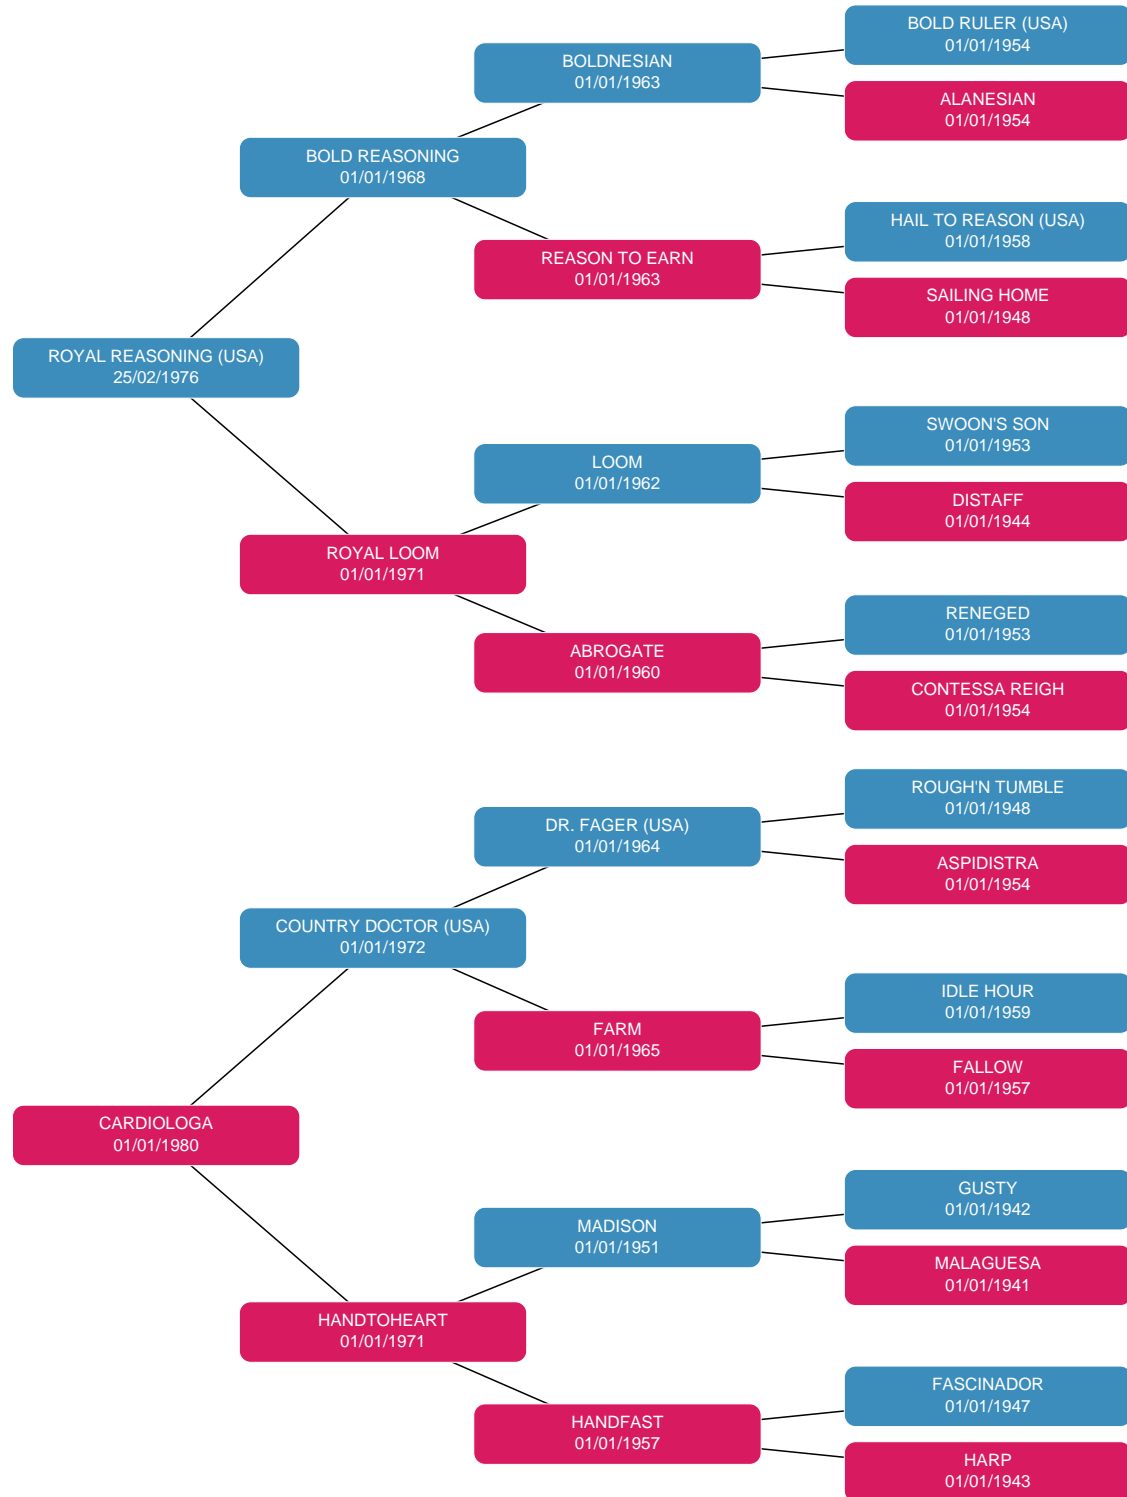 BOLD RULER (USA)
01/01/1954
BOLDNESIAN
01/01/1963
ALANESIAN
01/01/1954
BOLD REASONING
01/01/1968
HAIL TO REASON (USA)
01/01/1958
REASON TO EARN
01/01/1963
SAILING HOME
01/01/1948
ROYAL REASONING (USA)
25/02/1976
SWOON'S SON
01/01/1953
LOOM
01/01/1962
DISTAFF
01/01/1944
ROYAL LOOM
01/01/1971
RENEGED
01/01/1953
ABROGATE
01/01/1960
CONTESSA REIGH
01/01/1954
ROUGH'N TUMBLE
01/01/1948
DR. FAGER (USA)
01/01/1964
ASPIDISTRA
01/01/1954
COUNTRY DOCTOR (USA)
01/01/1972
IDLE HOUR
01/01/1959
FARM
01/01/1965
FALLOW
01/01/1957
CARDIOLOGA
01/01/1980
GUSTY
01/01/1942
MADISON
01/01/1951
MALAGUESA
01/01/1941
HANDTOHEART
01/01/1971
FASCINADOR
01/01/1947
HANDFAST
01/01/1957
HARP
01/01/1943